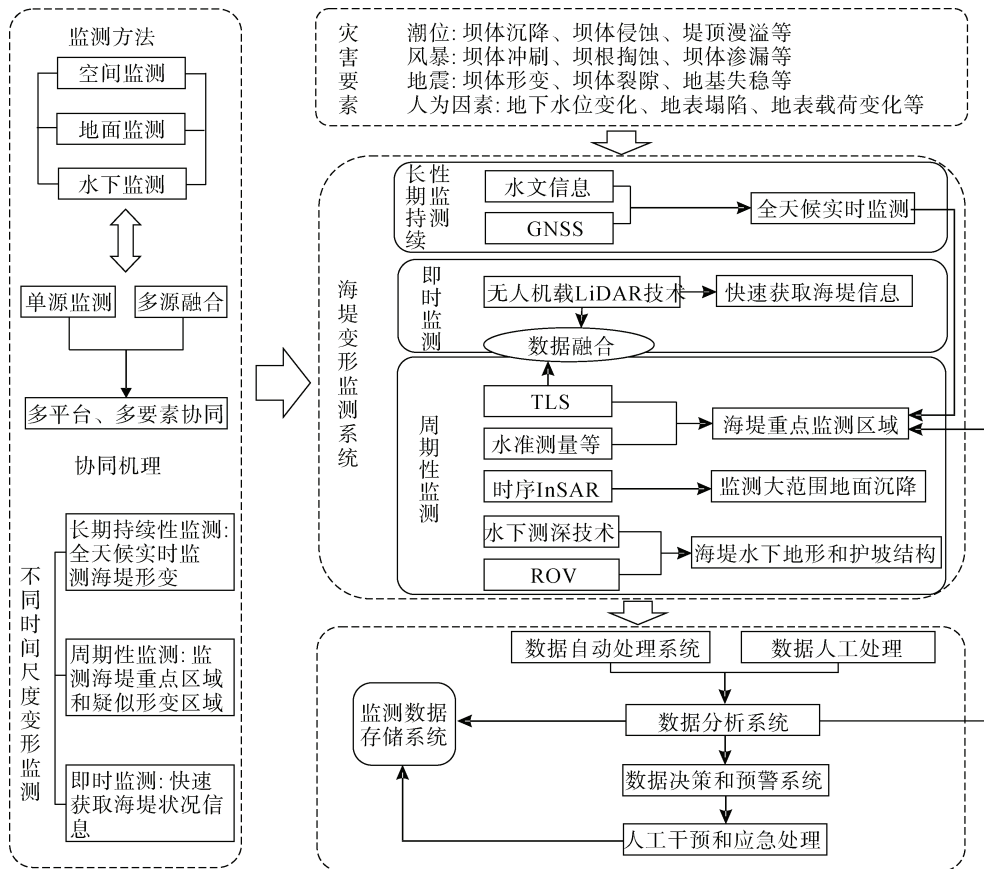 监测方法
空间监测
地面监测
水下监测
单源监测
多源融合
多平台、多要素协同
协同机理
不同时间尺度变形监测
长期持续性监测:
全天候实时监
测海堤形变
周期性监测: 监
测海堤重点区域
和疑似形变区域
即时监测: 快速
获取海堤状况信
息
灾害要素
潮位: 坝体沉降、坝体侵蚀、堤顶漫溢等
风暴: 坝体冲刷、坝根掏蚀、坝体渗漏等
地震: 坝体形变、坝体裂隙、地基失稳等
人为因素: 地下水位变化、地表塌陷、地表载荷变化等
海堤变形监测系统
长期持续
性监测
水文信息
GNSS
全天候实时监测
即时监测
无人机载LiDAR技术
快速获取海堤信息
数据融合
周期性监测
TLS
水准测量等
海堤重点监测区域
时序InSAR
监测大范围地面沉降
水下测深技术
ROV
海堤水下地形和护坡结构
数据自动处理系统
数据人工处理
监测数据
存储系统
数据分析系统
数据决策和预警系统
人工干预和应急处理